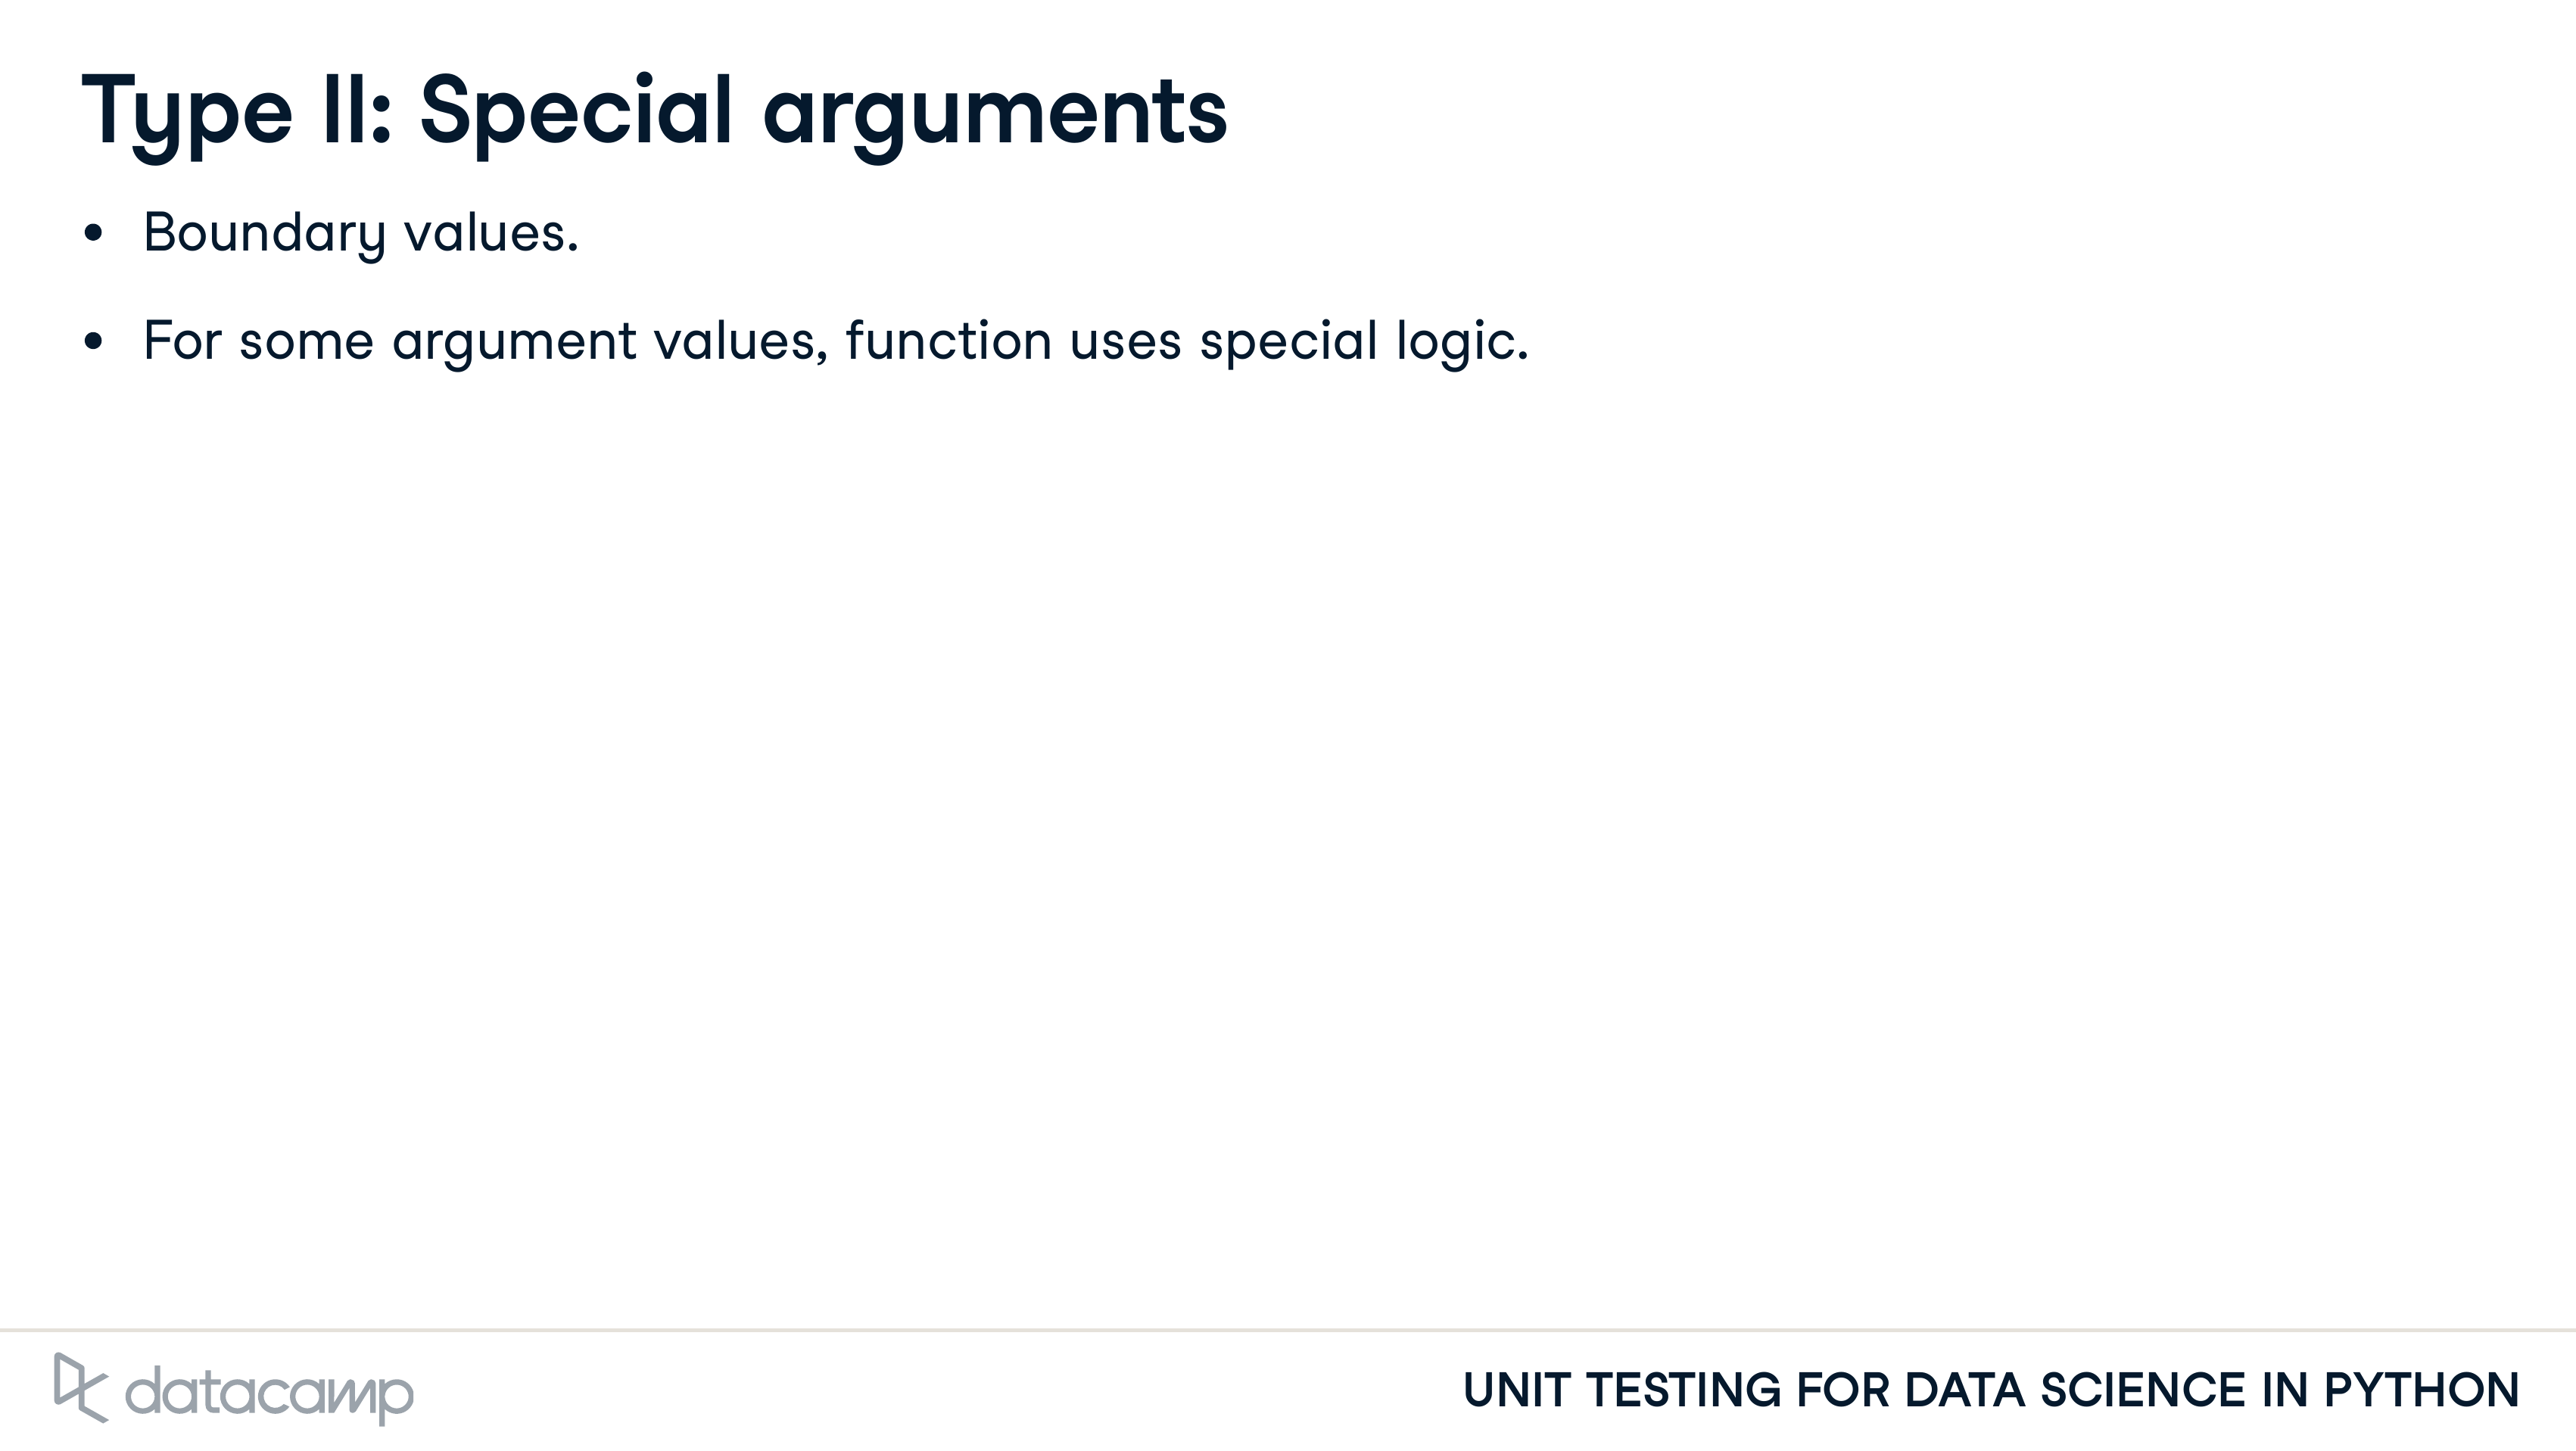 Type II: Special arguments
• Boundary values.
• For some argument values, function uses special logic.
datacamp
UNIT TESTING FOR DATA SCIENCE IN PYTHON